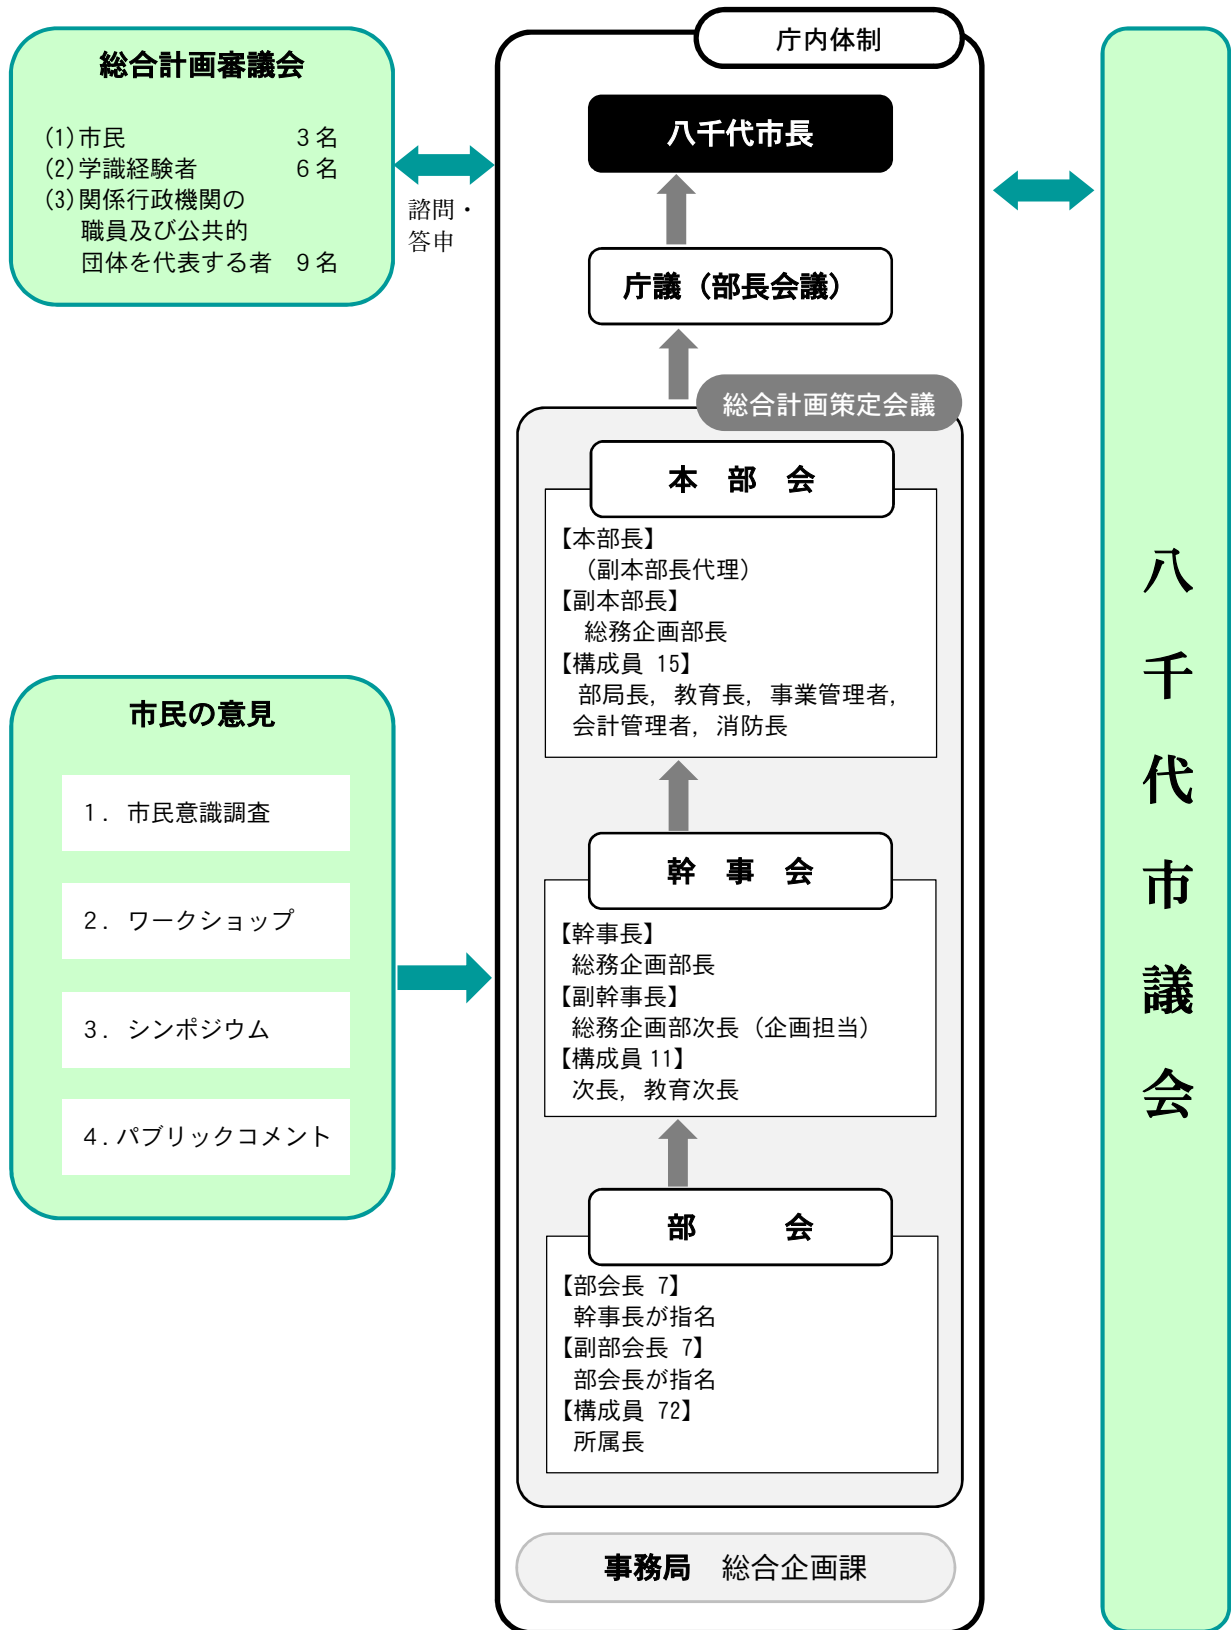 総合計画審議会
(1)市民 3名
(2)学識経験者 6名
(3)関係行政機関の
職員及び公共的
団体を代表する者 9名
諮問・
答申
市民の意見
1. 市民意識調査
2. ワークショップ
3. シンポジウム
4. パブリックコメント
庁内体制
八千代市長
庁議（部長会議）
総合計画策定会議
本 部 会
【本部長】
（副本部長代理）
【副本部長】
総務企画部長
【構成員 15】
部局長，教育長，事業管理者，
会計管理者，消防長
幹 事 会
【幹事長】
総務企画部長
【副幹事長】
総務企画部次長（企画担当）
【構成員 11】
次長，教育次長
部 会
【部会長 7】
幹事長が指名
【副部会長 7】
部会長が指名
【構成員 72】
所属長
事務局 総合企画課
八千代市議会